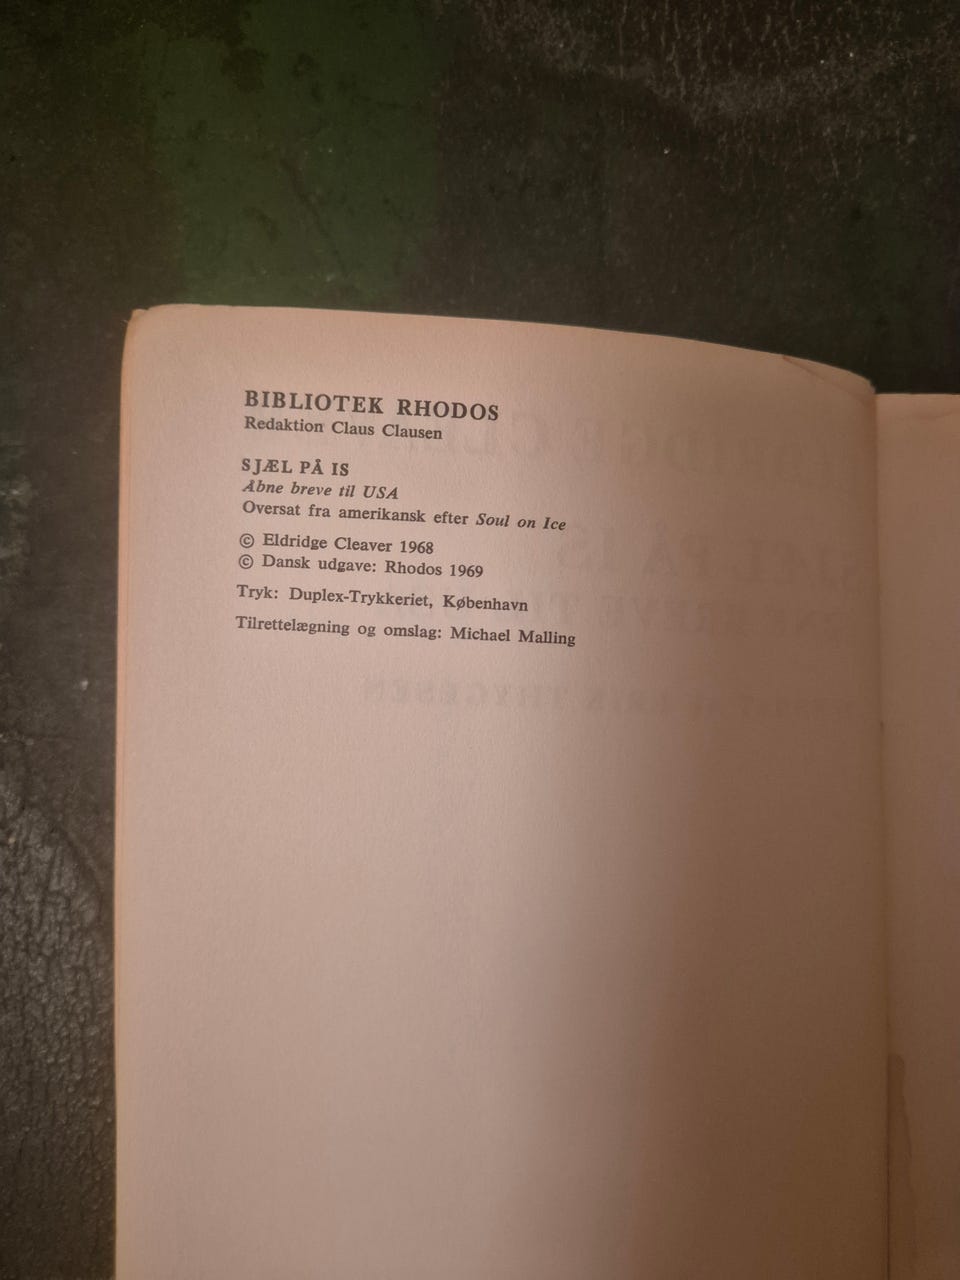 BIBLIOTEK RHODOS
Redaktion Claus Clausen
SJÆL PÅ IS
Åbne breve til USA
Oversat fra amerikansk efter Soul on Ice
© Eldridge Cleaver 1968
© Dansk udgave: Rhodos 1969
Tryk: Duplex-Trykkeriet, København
Tilrettelægning og omslag: Michael Malling